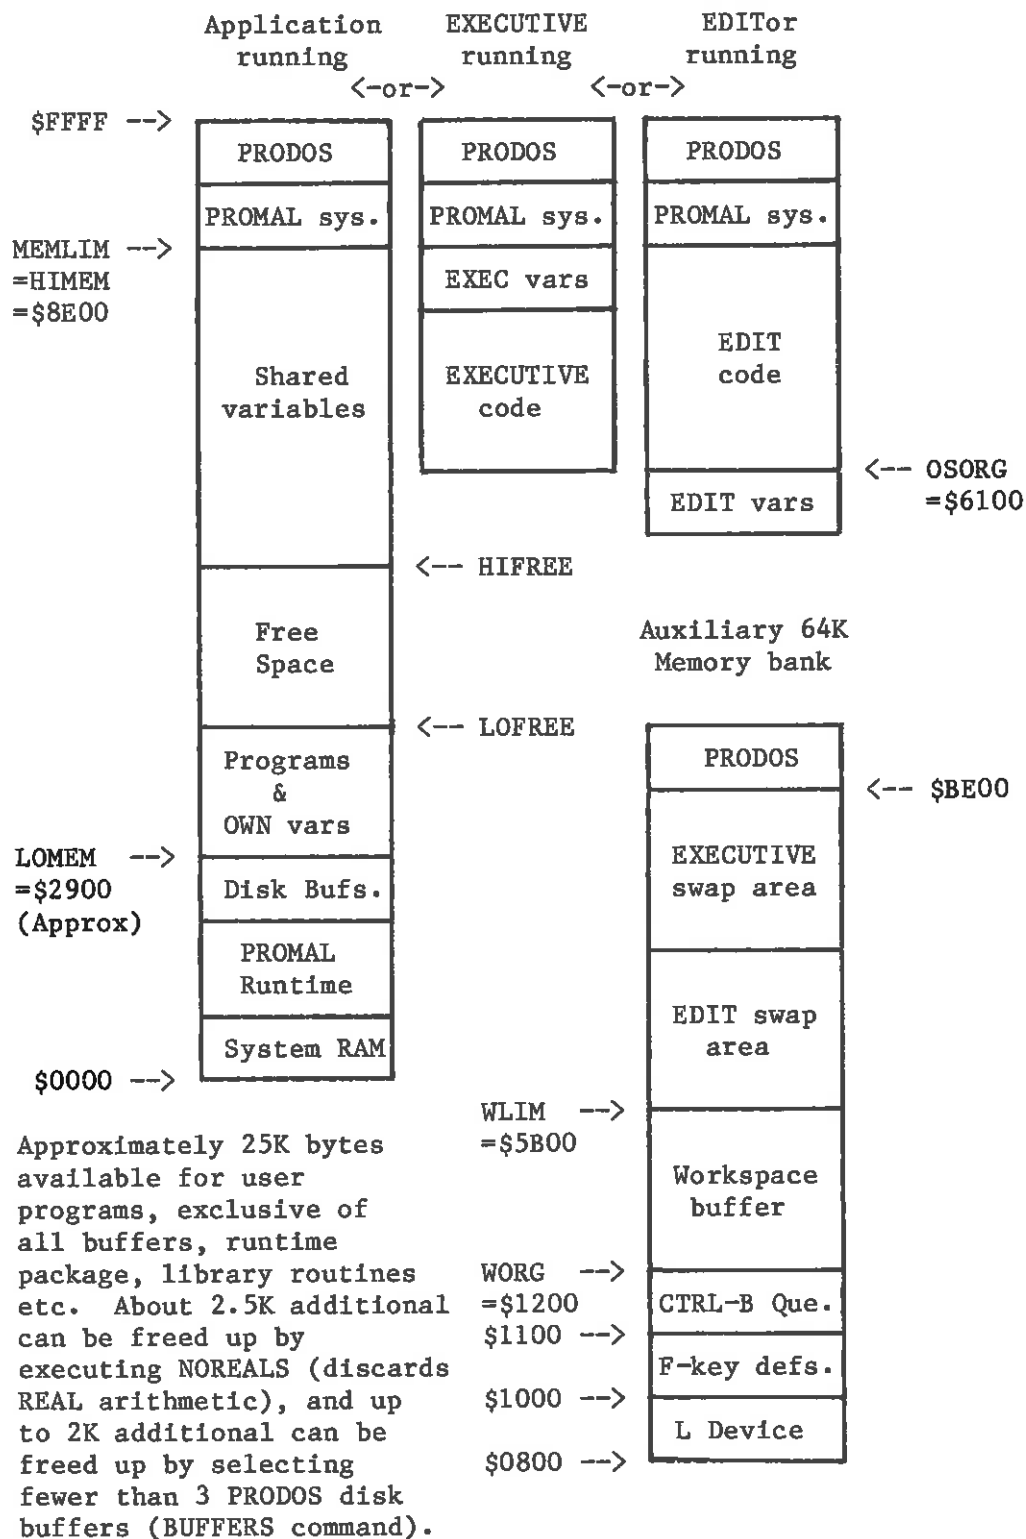 Application
running
EXECUTIVE
running
EDITor
running
<-or->
<-or->
$FFFF -->
PRODOS
PROMAL sys.
MEMLIM -->
=HIMEM
=$8E00
Shared
variables
Free
Space
Programs
&
OWN vars
LOMEM -->
=$2900
(Approx)
Disk Bufs.
PROMAL
Runtime
System RAM
$0000 -->
PRODOS
PROMAL sys.
EXEC vars
EXECUTIVE
code
<-- HIFREE
<-- LOFREE
PRODOS
PROMAL sys.
EDIT
code
<-- OSORG
=$6100
EDIT vars
Auxiliary 64K
Memory bank
PRODOS
<-- $BE00
EXECUTIVE
swap area
EDIT swap
area
WLIM -->
=$5B00
Workspace
buffer
WORG -->
=$1200
CTRL-B Que.
$1100 -->
F-key defs.
$1000 -->
L Device
$0800 -->
Approximately 25K bytes
available for user
programs, exclusive of
all buffers, runtime
package, library routines
etc. About 2.5K additional
can be freed up by
executing NOREALS (discards
REAL arithmetic), and up
to 2K additional can be
freed up by selecting
fewer than 3 PRODOS disk
buffers (BUFFERS command).